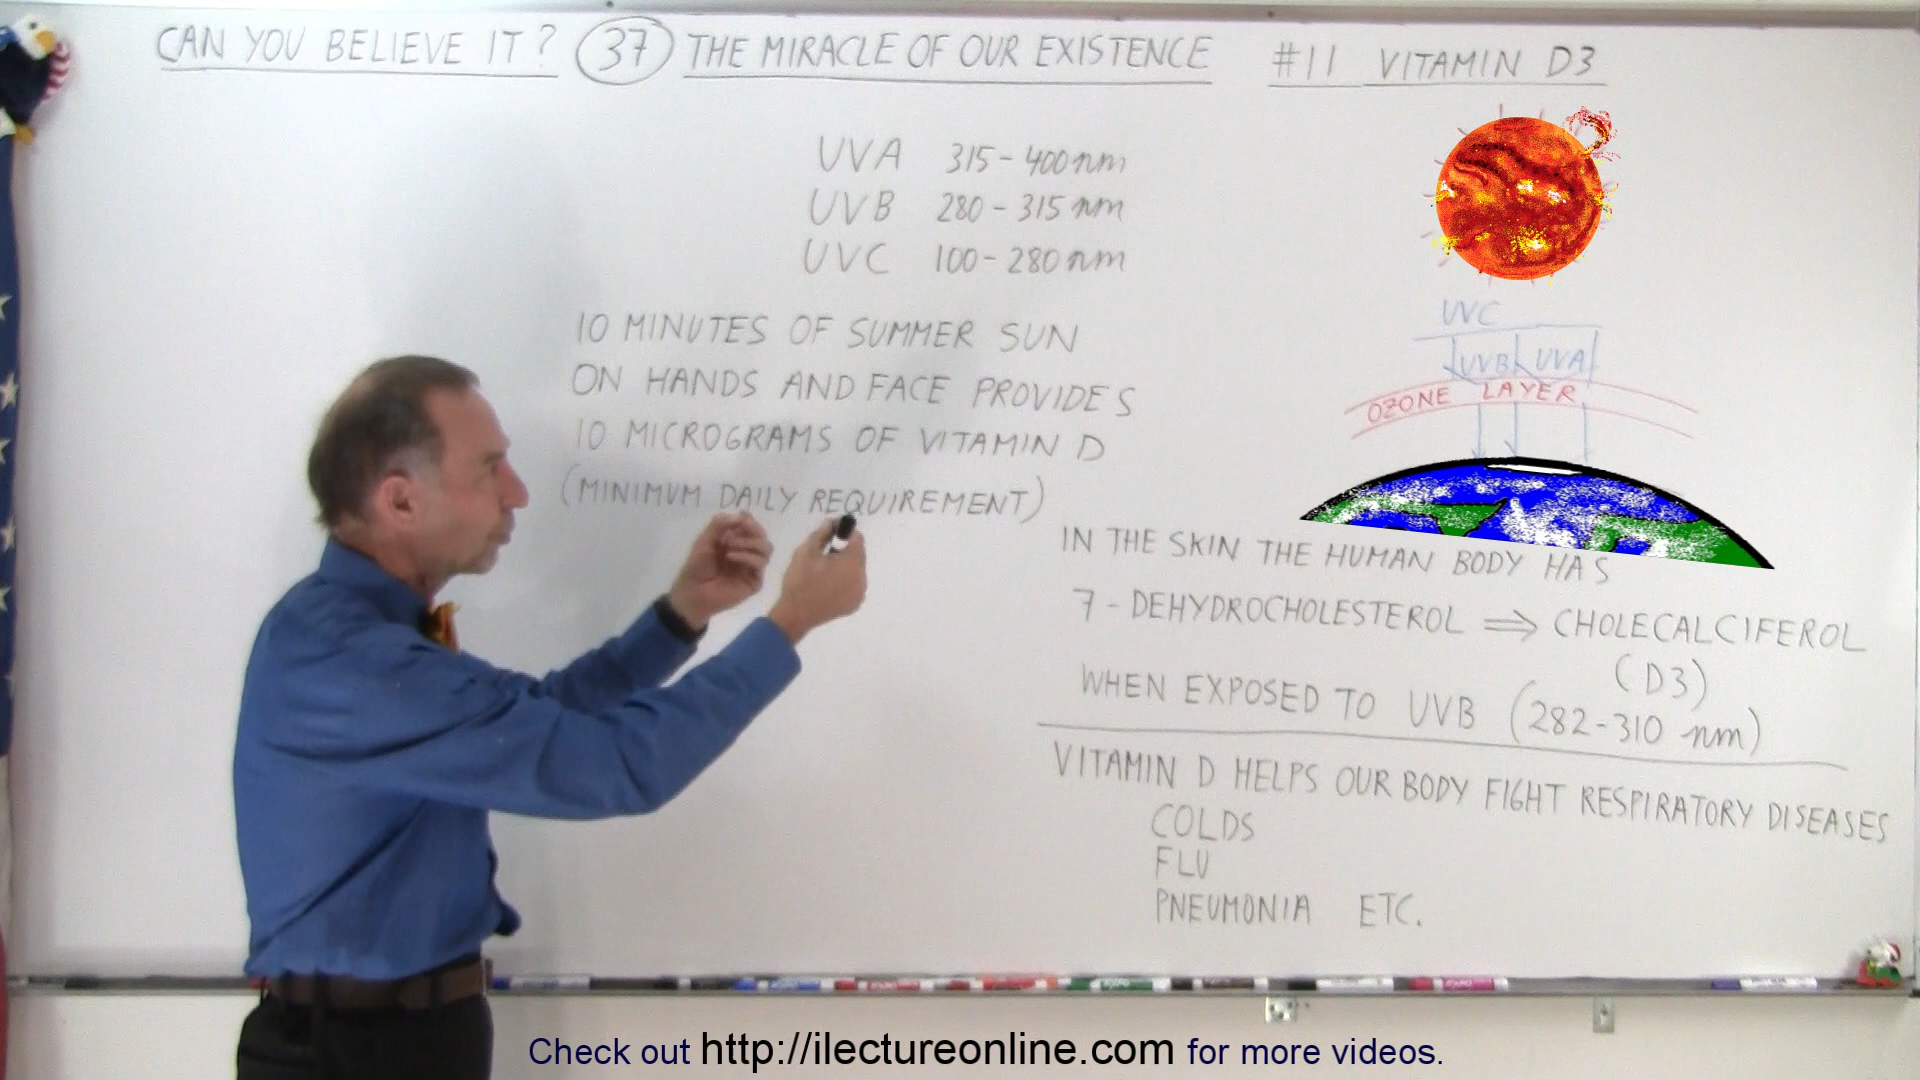 CAN YOU BELIEVE IT? 37 THE MIRACLE OF OUR EXISTENCE #11 VITAMIN D3
UVA 315-400nm
UVB 280-315nm
UVC 100-280nm
10 MINUTES OF SUMMER SUN
ON HANDS AND FACE PROVIDES
10 MICROGRAMS OF VITAMIN D
(MINIMUM DAILY REQUIREMENT)
UVC
UVB UVA
OZONE LAYER
IN THE SKIN THE HUMAN BODY HAS
7-DEHYDROCHOLESTEROL ⇒ CHOLECALCIFEROL
(D3)
WHEN EXPOSED TO UVB (282-310 nm)
VITAMIN D HELPS OUR BODY FIGHT RESPIRATORY DISEASES
COLDS
FLU
PNEUMONIA ETC.
Check out http://ilectureonline.com for more videos.